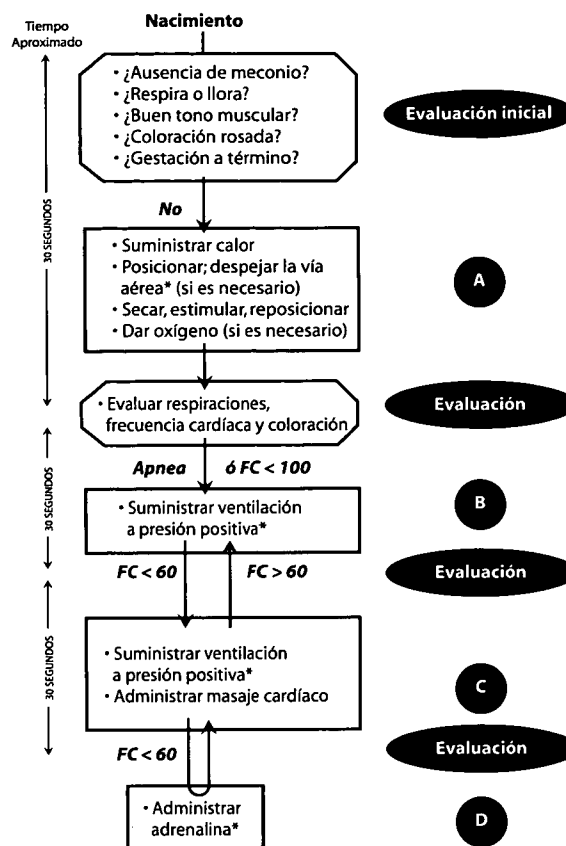 Tiempo
Aproximado
Nacimiento
· ¿Ausencia de meconio?
· ¿Respira o llora?
· ¿Buen tono muscular?
· ¿Coloración rosada?
· ¿Gestación a término?
Evaluación inicial
30 SEGUNDOS
No
· Suministrar calor
· Posicionar; despejar la vía
aérea* (si es necesario)
· Secar, estimular, reposicionar
· Dar oxígeno (si es necesario)
A
· Evaluar respiraciones,
frecuencia cardíaca y coloración
Evaluación
30 SEGUNDOS
Apnea ó FC < 100
· Suministrar ventilación
a presión positiva*
B
FC < 60 FC > 60
Evaluación
30 SEGUNDOS
· Suministrar ventilación
a presión positiva*
· Administrar masaje cardíaco
C
FC < 60
Evaluación
· Administrar
adrenalina*
D